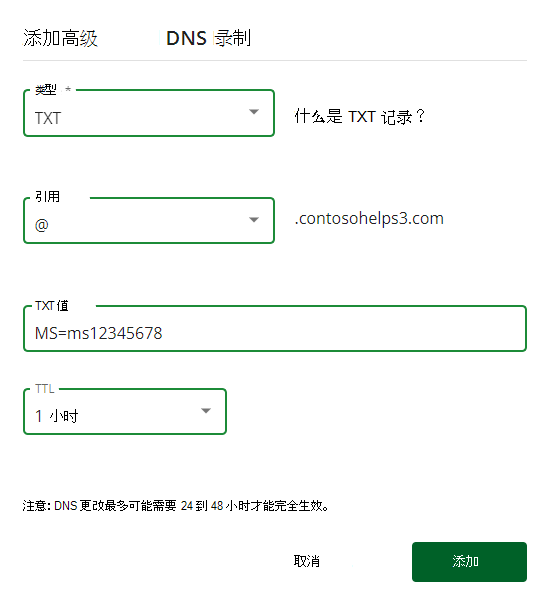 添加高级 DNS 录制
类型 *
TXT
什么是 TXT 记录？
引用
@
.contosohelps3.com
TXT 值
MS=ms12345678
TTL
1 小时
注意: DNS 更改最多可能需要 24 到 48 小时才能完全生效。
取消 添加